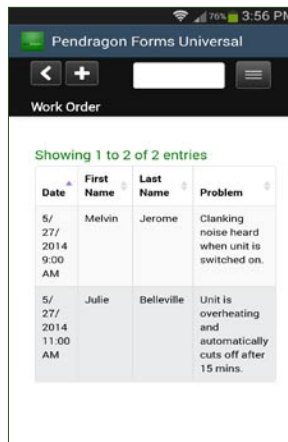 76% 3:56 PM
Pendragon Forms Universal
Work Order
Showing 1 to 2 of 2 entries
Date First Name Last Name Problem
5/27/2014 9:00 AM Melvin Jerome Clanking noise heard when unit is switched on.
5/27/2014 11:00 AM Julie Belleville Unit is overheating and automatically cuts off after 15 mins.